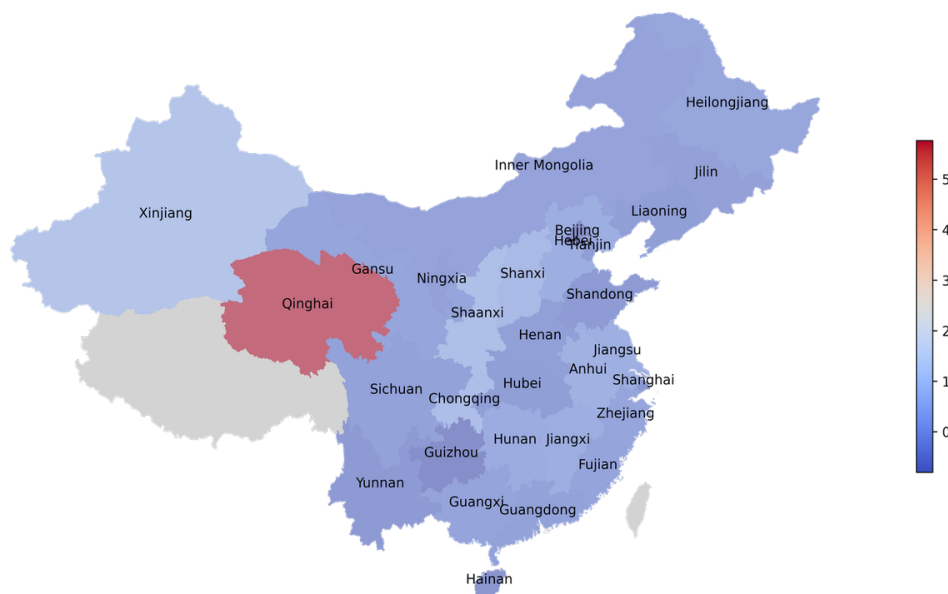 Heilongjiang
Inner Mongolia
Jilin
Xinjiang
Liaoning
Beijing
Hebei
Tianjin
Gansu
Ningxia
Shanxi
Qinghai
Shandong
Shaanxi
Henan
Jiangsu
Anhui
Shanghai
Hubei
Sichuan
Chongqing
Zhejiang
Hunan
Jiangxi
Guizhou
Fujian
Yunnan
Guangxi
Guangdong
Hainan
5
4
3
2
1
0